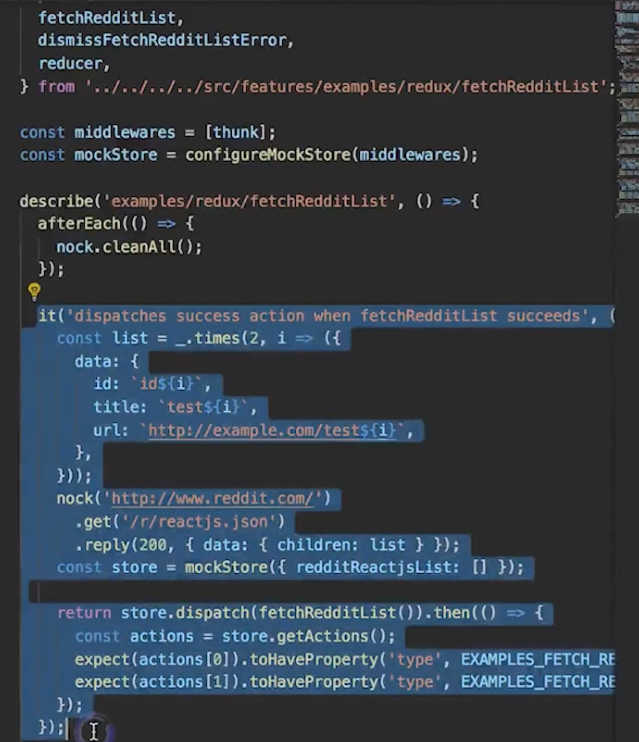 fetchRedditList,
dismissFetchRedditListError,
reducer,
} from '../../../../src/features/examples/redux/fetchRedditList';
const middlewares = [thunk];
const mockStore = configureMockStore(middlewares);
describe('examples/redux/fetchRedditList', () => {
afterEach(() => {
nock.cleanAll();
});
it('dispatches success action when fetchRedditList succeeds', (
const list = _.times(2, i => ({
data: {
id: `id${i}`,
title: `test${i}`,
url: `http://example.com/test${i}`,
},
}));
nock('http://www.reddit.com/')
.get('/r/reactjs.json')
.reply(200, { data: { children: list } });
const store = mockStore({ redditReactjsList: [] });
return store.dispatch(fetchRedditList()).then(() => {
const actions = store.getActions();
expect(actions[0]).toHaveProperty('type', EXAMPLES_FETCH_RE
expect(actions[1]).toHaveProperty('type', EXAMPLES_FETCH_RE
});
});